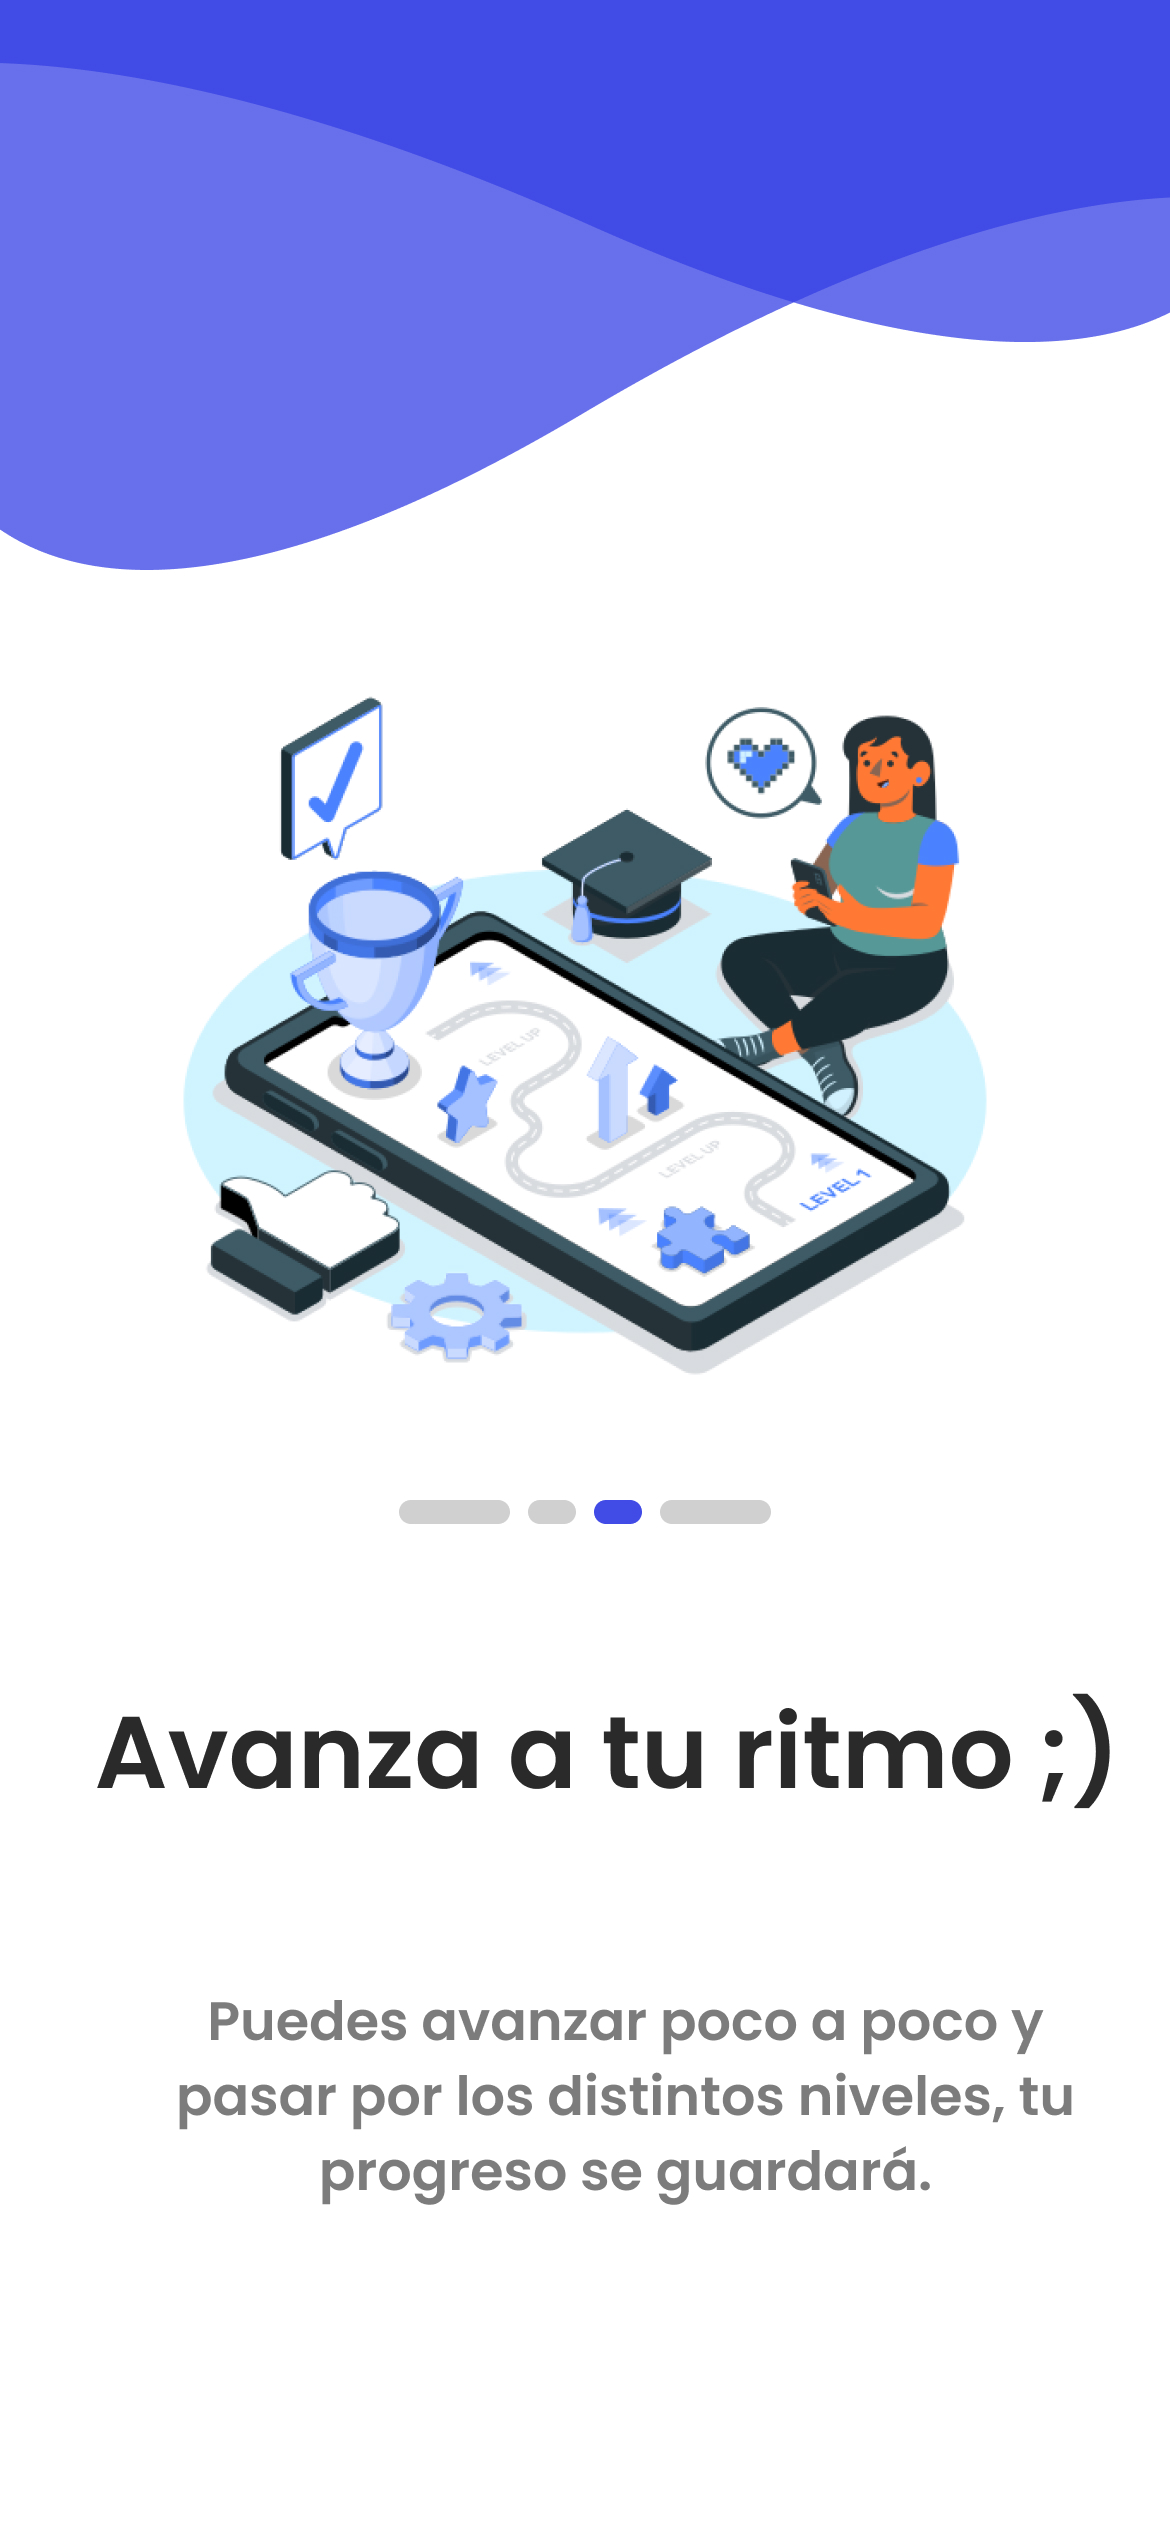 LEVEL UP
LEVEL UP
LEVEL 1
Avanza a tu ritmo ;)
Puedes avanzar poco a poco y
pasar por los distintos niveles, tu
progreso se guardará.